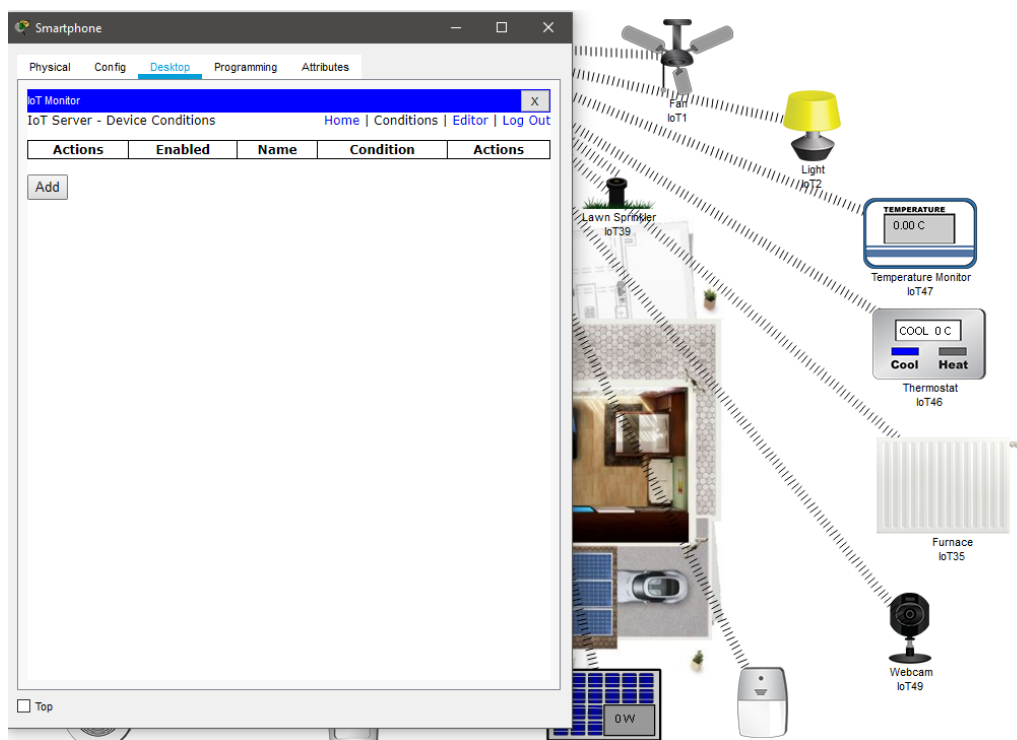 Smartphone
Physical Config Desktop Programming Attributes
IoT Monitor X
IoT Server - Device Conditions Home | Conditions | Editor | Log Out
Actions Enabled Name Condition Actions
Add
Top
Fan
IoT1
Light
IoT2
Lawn Sprinkler
IoT39
TEMPERATURE
0.00 C
Temperature Monitor
IoT47
COOL 0 C
Cool Heat
Thermostat
IoT46
Furnace
IoT35
Webcam
IoT49
0 W